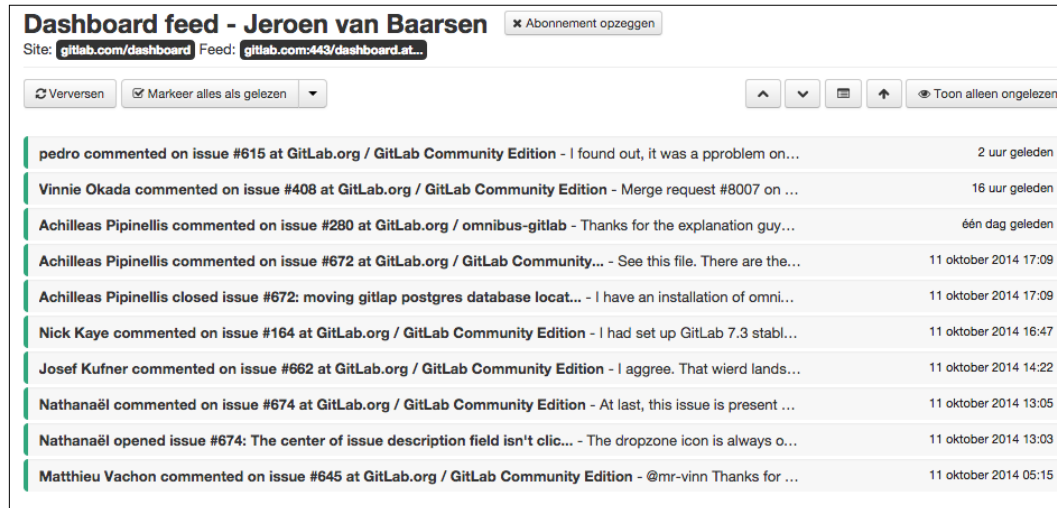 Dashboard feed - Jeroen van Baarsen Abonnement opzeggen
Site: gitlab.com/dashboard Feed: gitlab.com:443/dashboard.at...
Verversen Markeer alles als gelezen Toon alleen ongelezen
pedro commented on issue #615 at GitLab.org / GitLab Community Edition - I found out, it was a pproblem on... 2 uur geleden
Vinnie Okada commented on issue #408 at GitLab.org / GitLab Community Edition - Merge request #8007 on ... 16 uur geleden
Achilleas Pipinellis commented on issue #280 at GitLab.org / omnibus-gitlab - Thanks for the explanation guy... één dag geleden
Achilleas Pipinellis commented on issue #672 at GitLab.org / GitLab Community... - See this file. There are the... 11 oktober 2014 17:09
Achilleas Pipinellis closed issue #672: moving gitlap postgres database locat... - I have an installation of omni... 11 oktober 2014 17:09
Nick Kaye commented on issue #164 at GitLab.org / GitLab Community Edition - I had set up GitLab 7.3 stabl... 11 oktober 2014 16:47
Josef Kufner commented on issue #662 at GitLab.org / GitLab Community Edition - I aggree. That wierd lands... 11 oktober 2014 14:22
Nathanaël commented on issue #674 at GitLab.org / GitLab Community Edition - At last, this issue is present ... 11 oktober 2014 13:05
Nathanaël opened issue #674: The center of issue description field isn't clic... - The dropzone icon is always o... 11 oktober 2014 13:03
Matthieu Vachon commented on issue #645 at GitLab.org / GitLab Community Edition - @mr-vinn Thanks for ... 11 oktober 2014 05:15